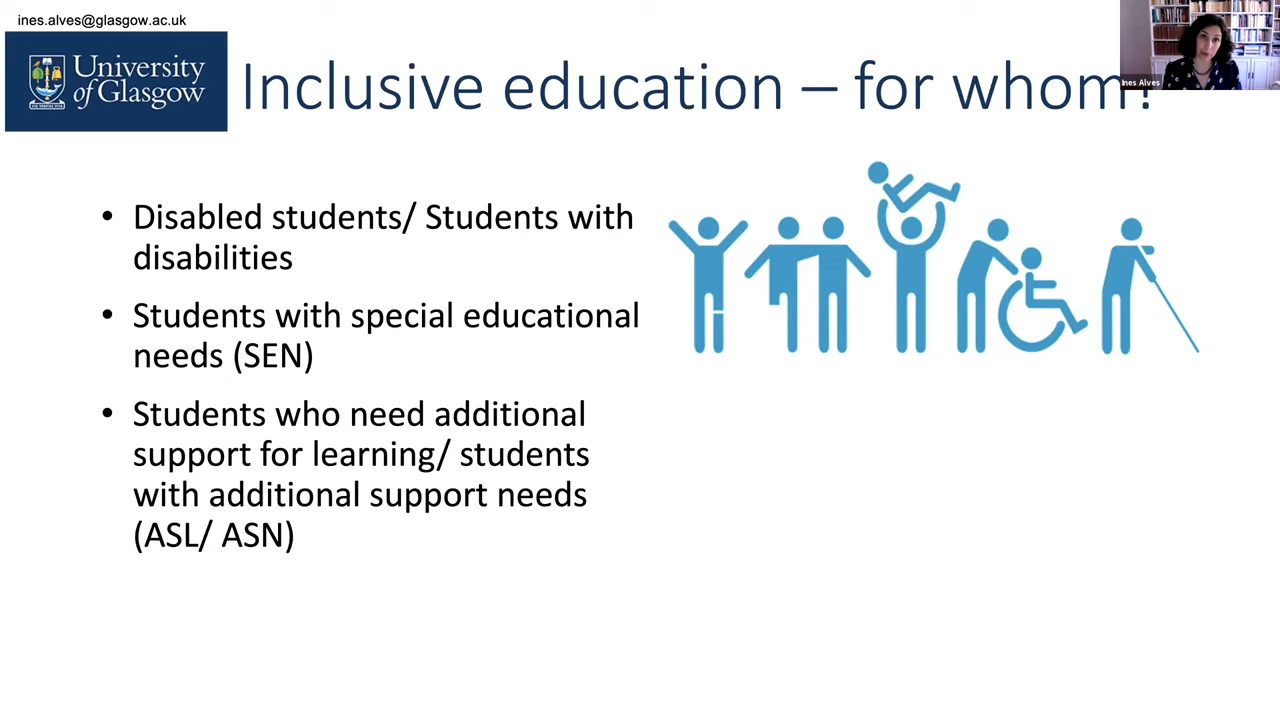 ines.alves@glasgow.ac.uk
University
of Glasgow
Inclusive education – for whom?
Ines Alves
• Disabled students/ Students with
disabilities
• Students with special educational
needs (SEN)
• Students who need additional
support for learning/ students
with additional support needs
(ASL/ ASN)